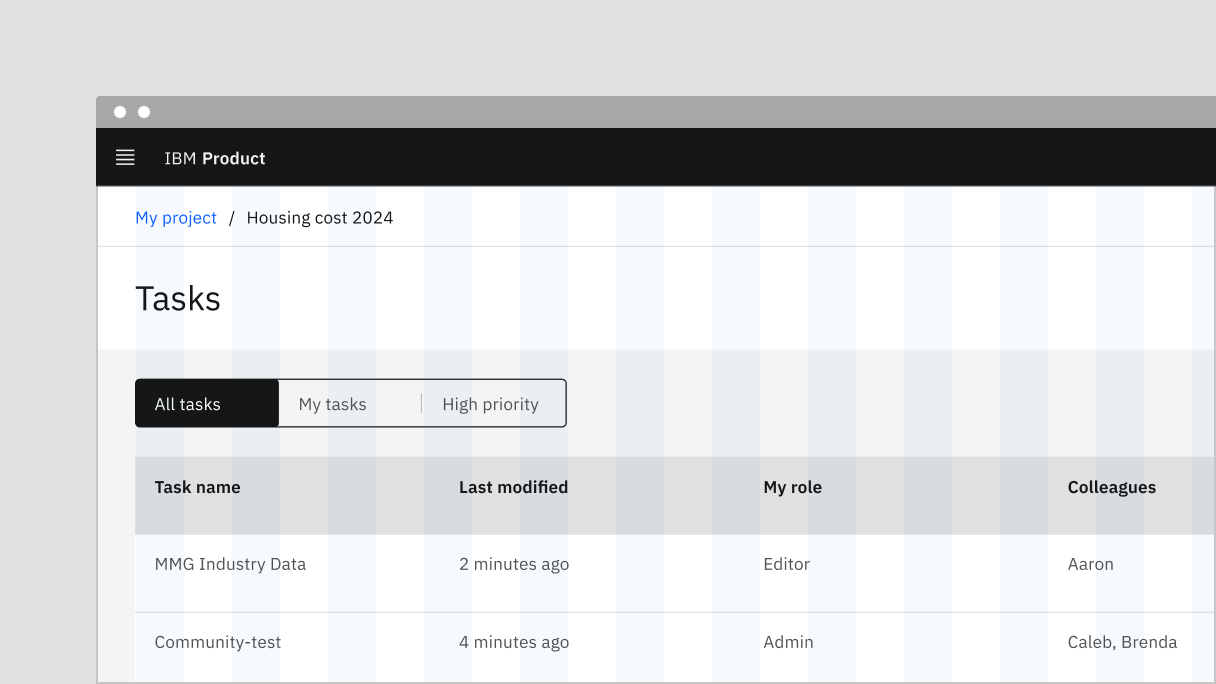 IBM Product
My project / Housing cost 2024
Tasks
All tasks My tasks High priority
Task name Last modified My role Colleagues
MMG Industry Data 2 minutes ago Editor Aaron
Community-test 4 minutes ago Admin Caleb, Brenda